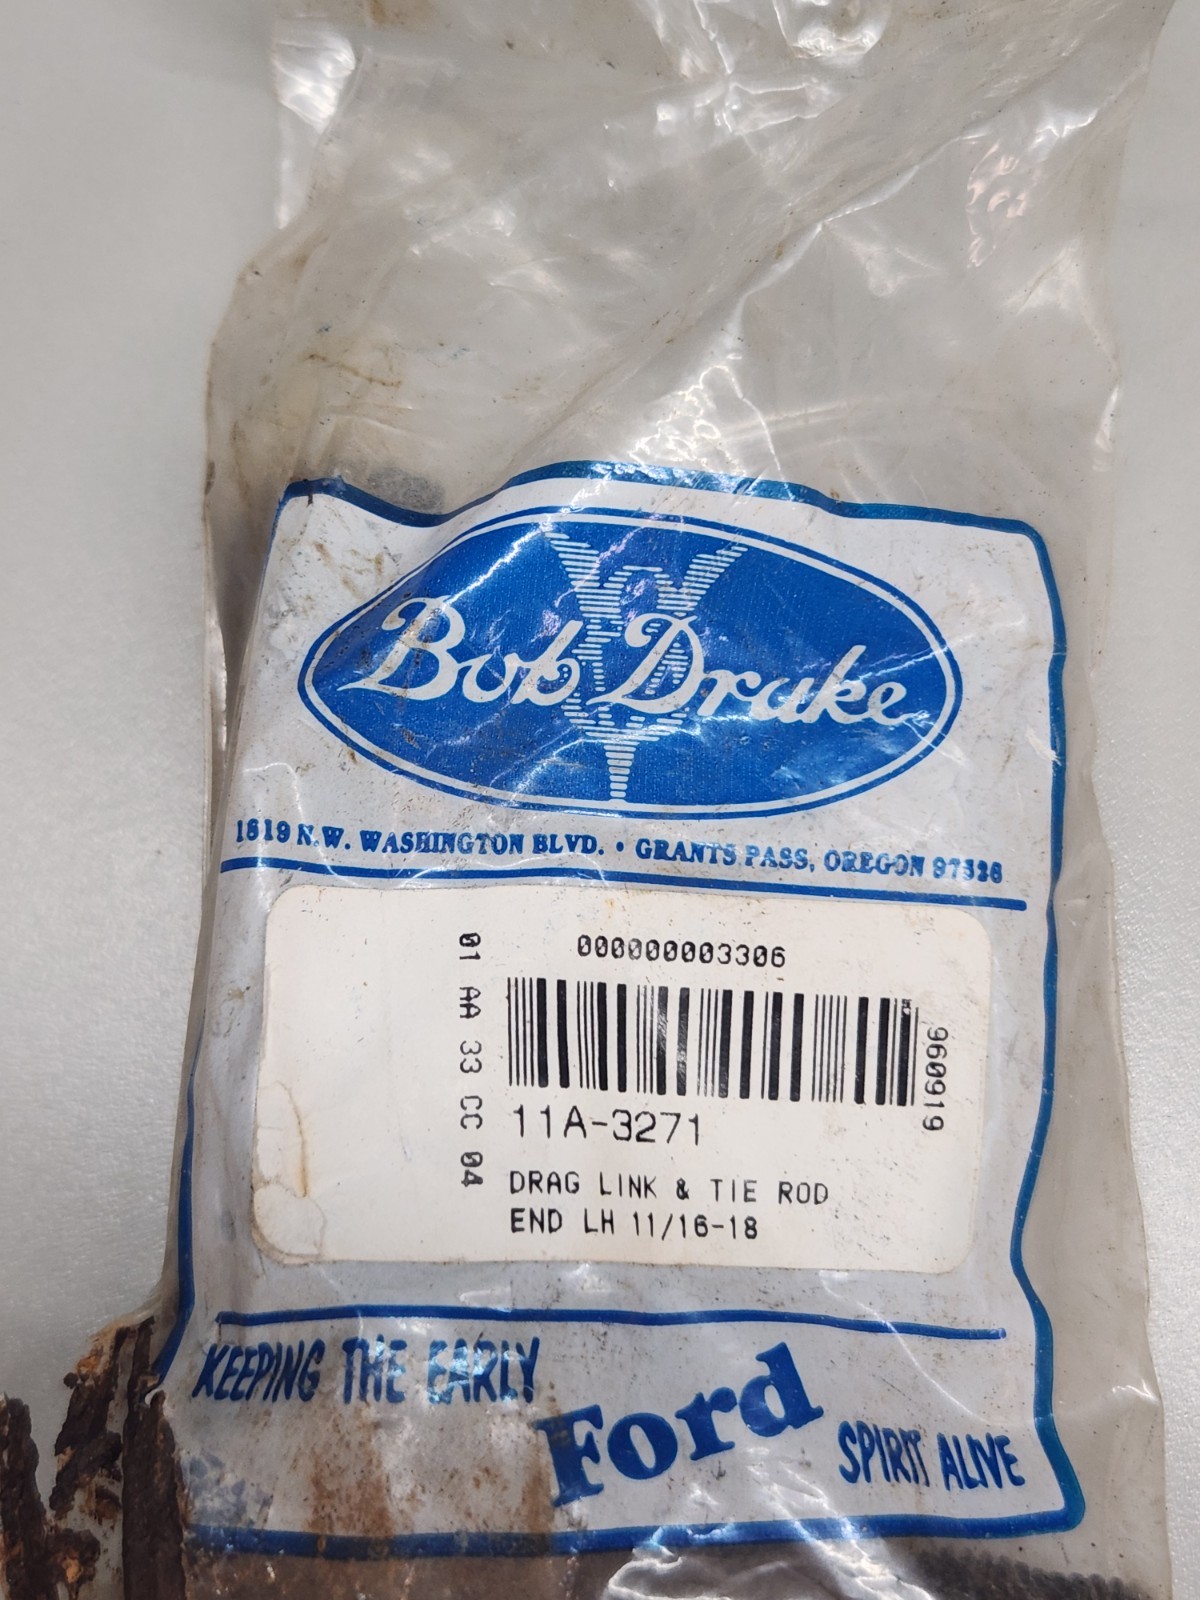 Bob Drake
1819 N.W. WASHINGTON BLVD. • GRANTS PASS, OREGON 97526
000000003306
01 AA 33 CC 04
960919
11A-3271
DRAG LINK & TIE ROD
END LH 11/16-18
KEEPING THE EARLY
Ford
SPIRIT ALIVE